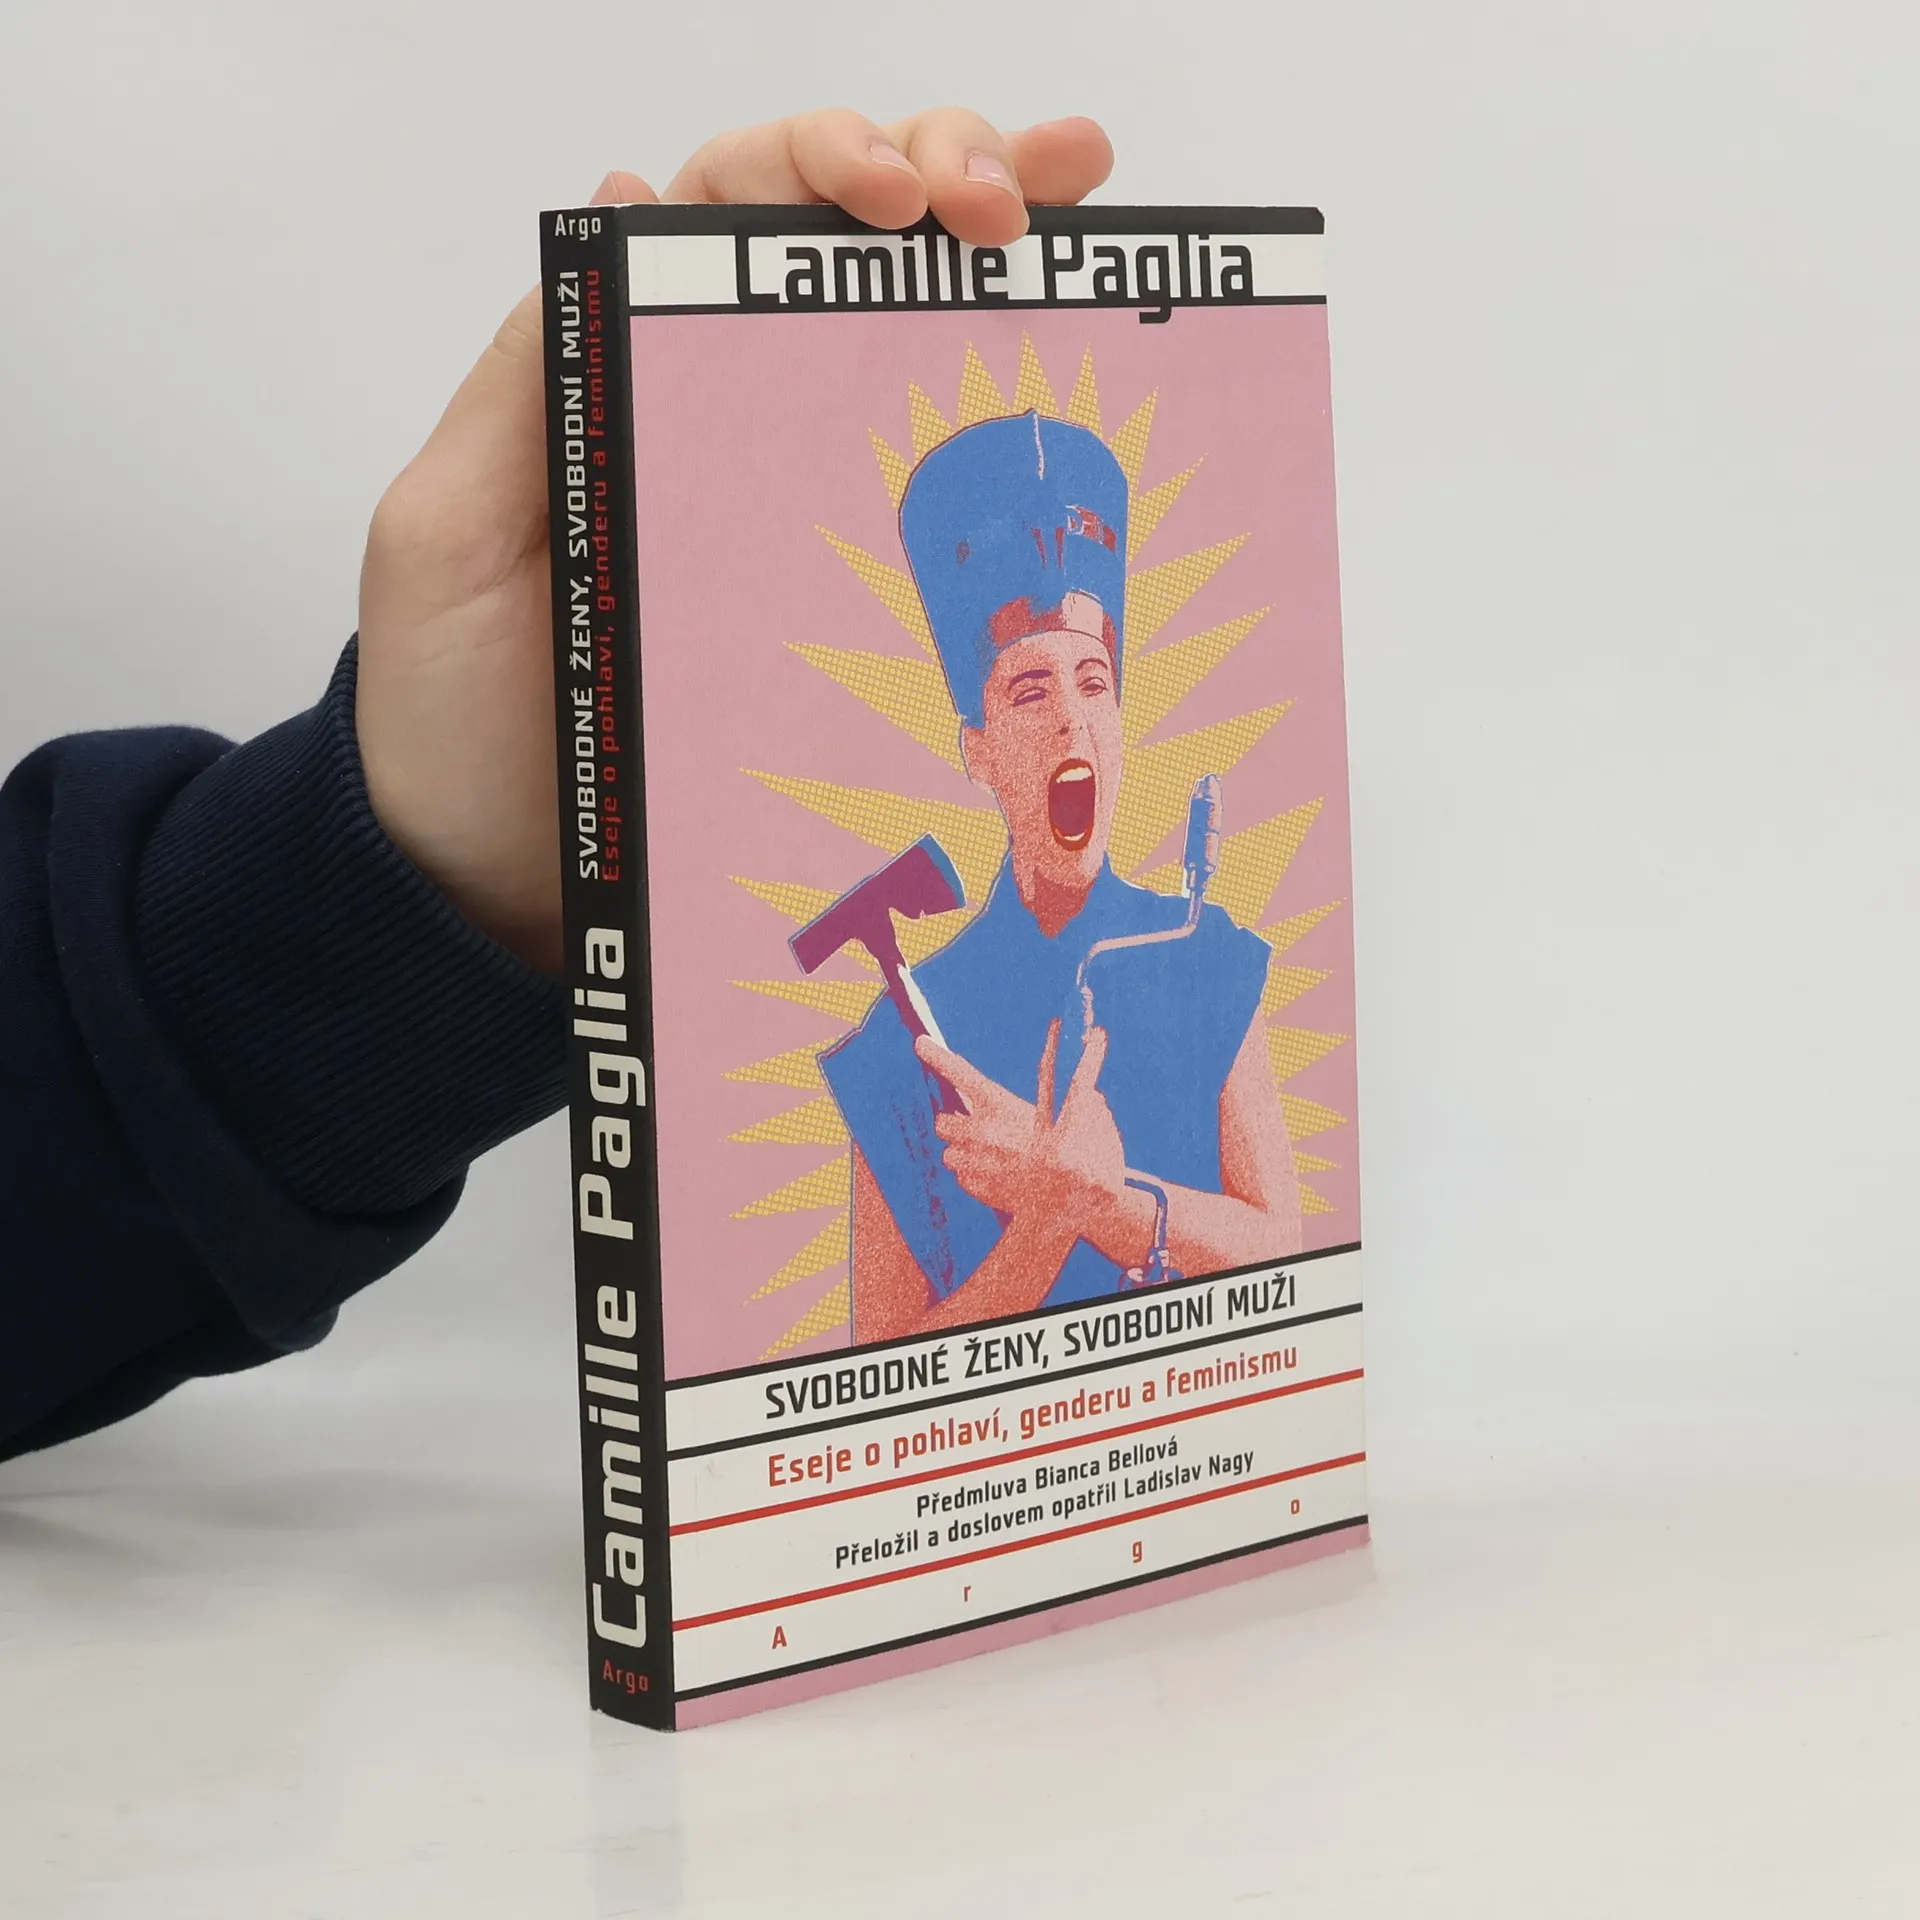 Argo
SVOBODNÉ ŽENY, SVOBODNÍ MUŽI
Eseje o pohlaví, genderu a feminismu
Camille Paglia
Argo
Camille Paglia
SVOBODNÉ ŽENY, SVOBODNÍ MUŽI
Eseje o pohlaví, genderu a feminismu
Předmluva Bianca Bellová
Přeložil a doslovem opatřil Ladislav Nagy
A r g o